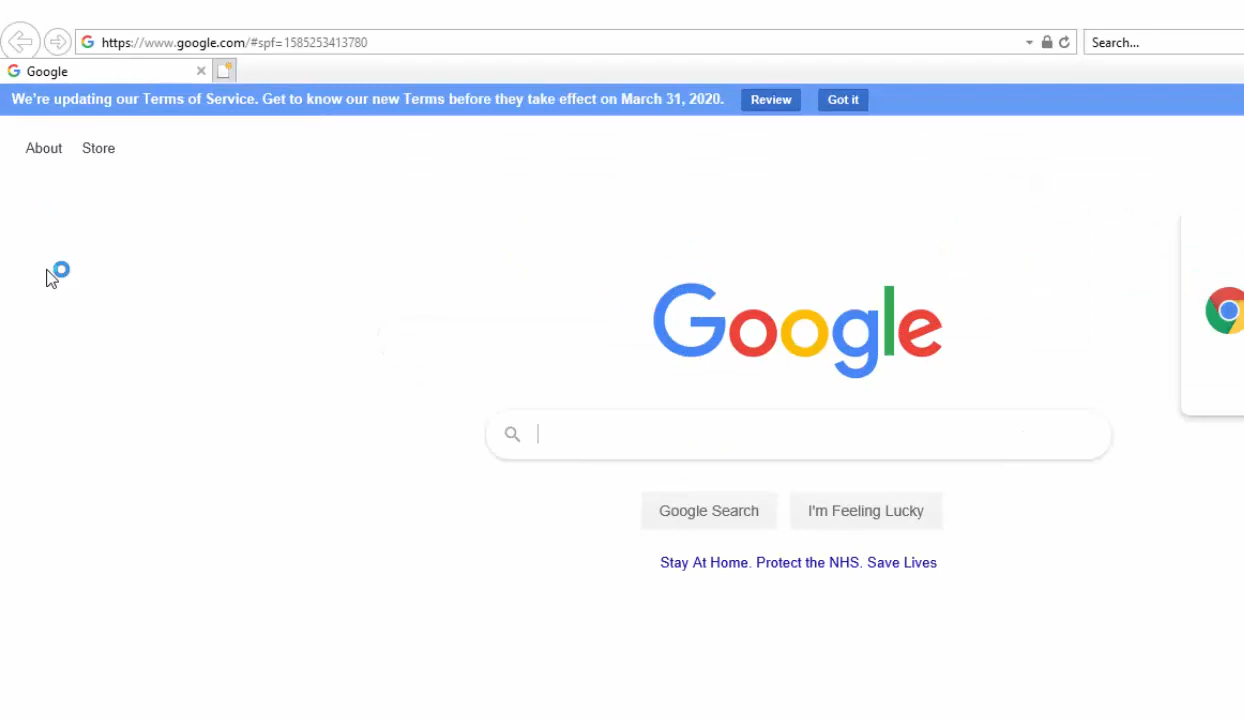 https://www.google.com/#spf=1585253413780
Search...
Google
We're updating our Terms of Service. Get to know our new Terms before they take effect on March 31, 2020.
Review
Got it
About
Store
Google
Google Search
I'm Feeling Lucky
Stay At Home. Protect the NHS. Save Lives